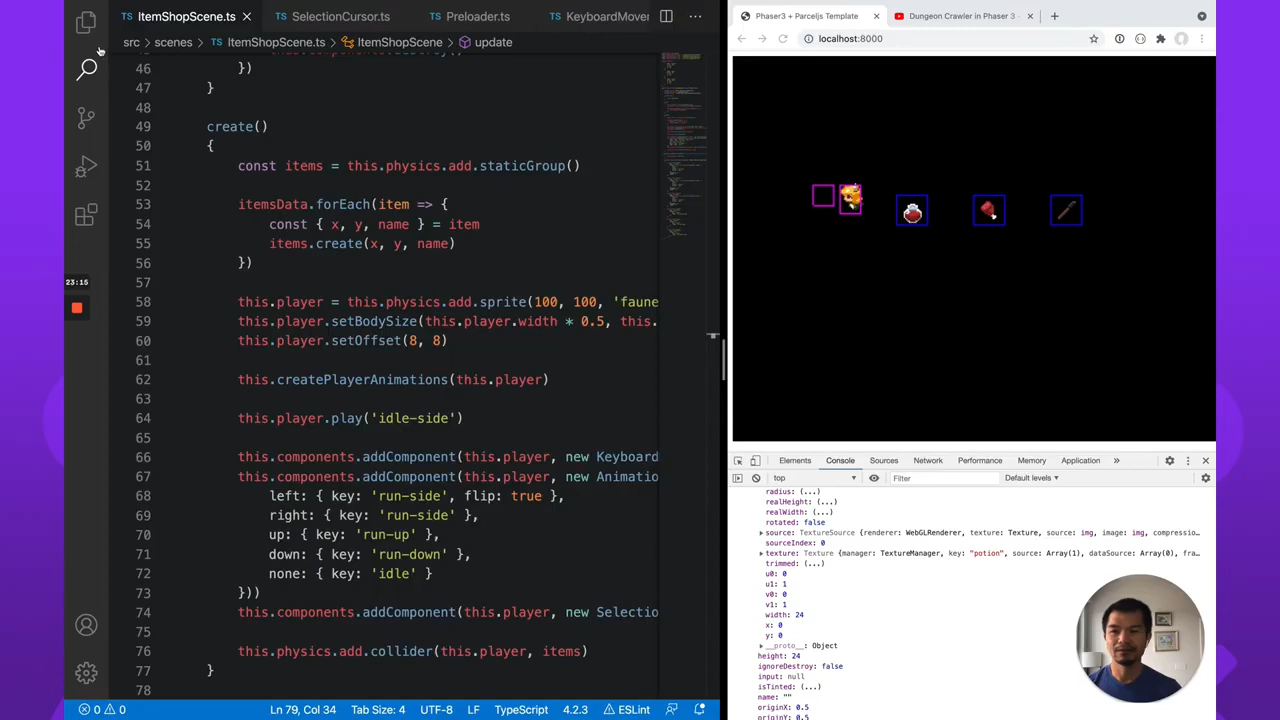 ItemShopScene.ts
SelectionCursor.ts
Preloader.ts
KeyboardMover
src > scenes > ItemShopScene.ts > ItemShopScene > update
46 })
47 }
48
49 create()
50 {
51 const items = this.physics.add.staticGroup()
52
53 itemsData.forEach(item => {
54 const { x, y, name } = item
55 items.create(x, y, name)
56 })
57
58 this.player = this.physics.add.sprite(100, 100, 'faune
59 this.player.setBodySize(this.player.width * 0.5, this.
60 this.player.setOffset(8, 8)
61
62 this.createPlayerAnimations(this.player)
63
64 this.player.play('idle-side')
65
66 this.components.addComponent(this.player, new Keyboard
67 this.components.addComponent(this.player, new Animatio
68 left: { key: 'run-side', flip: true },
69 right: { key: 'run-side' },
70 up: { key: 'run-up' },
71 down: { key: 'run-down' },
72 none: { key: 'idle' }
73 }))
74 this.components.addComponent(this.player, new Selectio
75
76 this.physics.add.collider(this.player, items)
77 }
78
23:15
0 0 Ln 79, Col 34 Tab Size: 4 UTF-8 LF TypeScript 4.2.3 ESLint
Phaser3 + Parceljs Template
Dungeon Crawler in Phaser 3 -
localhost:8000
Elements Console Sources Network Performance Memory Application
top Filter Default levels
radius: (...)
realHeight: (...)
realWidth: (...)
rotated: false
source: TextureSource {renderer: WebGLRenderer, texture: Texture, source: img, image: img, compressio…
sourceIndex: 0
texture: Texture {manager: TextureManager, key: "potion", source: Array(1), dataSource: Array(0), fra…
trimmed: (...)
u0: 0
u1: 1
v0: 0
v1: 1
width: 24
x: 0
y: 0
__proto__: Object
height: 24
ignoreDestroy: false
input: null
isTinted: (...)
name: ""
originX: 0.5
originY: 0.5